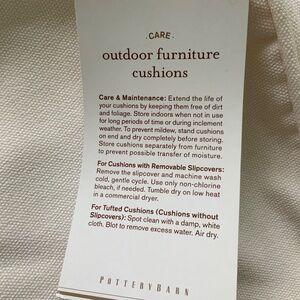 .CARE.
outdoor furniture
cushions
Care & Maintenance: Extend the life of
your cushions by keeping them free of dirt
and foliage. Store indoors when not in use
for long periods of time or during inclement
weather. To prevent mildew, stand cushions
on end and dry completely before storing.
Store cushions separately from furniture
to prevent possible transfer of moisture.
For Cushions with Removable Slipcovers:
Remove the slipcover and machine wash
cold, gentle cycle. Use only non-chlorine
bleach, if needed. Tumble dry on low heat
in a commercial dryer.
For Tufted Cushions (Cushions without
Slipcovers): Spot clean with a damp, white
cloth. Blot to remove excess water. Air dry.
POTTERY BARN